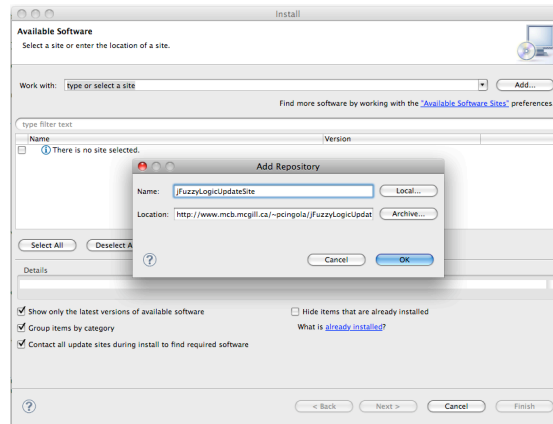 Install
Available Software
Select a site or enter the location of a site.
Work with: type or select a site Add...
Find more software by working with the "Available Software Sites" preferences
type filter text
Name Version
There is no site selected.
Add Repository
Name: jFuzzyLogicUpdateSite Local...
Location: http://www.mcb.mcgill.ca/~pcingola/jFuzzyLogicUpdat Archive...
? Cancel OK
Select All Deselect A
Details
Show only the latest versions of available software Hide items that are already installed
Group items by category What is already installed?
Contact all update sites during install to find required software
? < Back Next > Cancel Finish